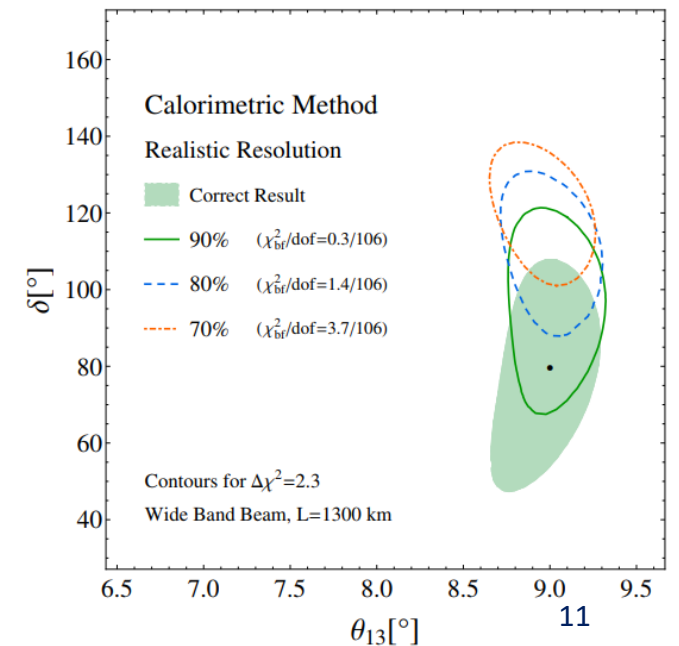 160
140
120
100
80
60
40
δ[°]
Calorimetric Method
Realistic Resolution
Correct Result
90% (χ²bf/dof=0.3/106)
80% (χ²bf/dof=1.4/106)
70% (χ²bf/dof=3.7/106)
Contours for Δχ²=2.3
Wide Band Beam, L=1300 km
6.5 7.0 7.5 8.0 8.5 9.0 9.5
11
θ₁₃[°]